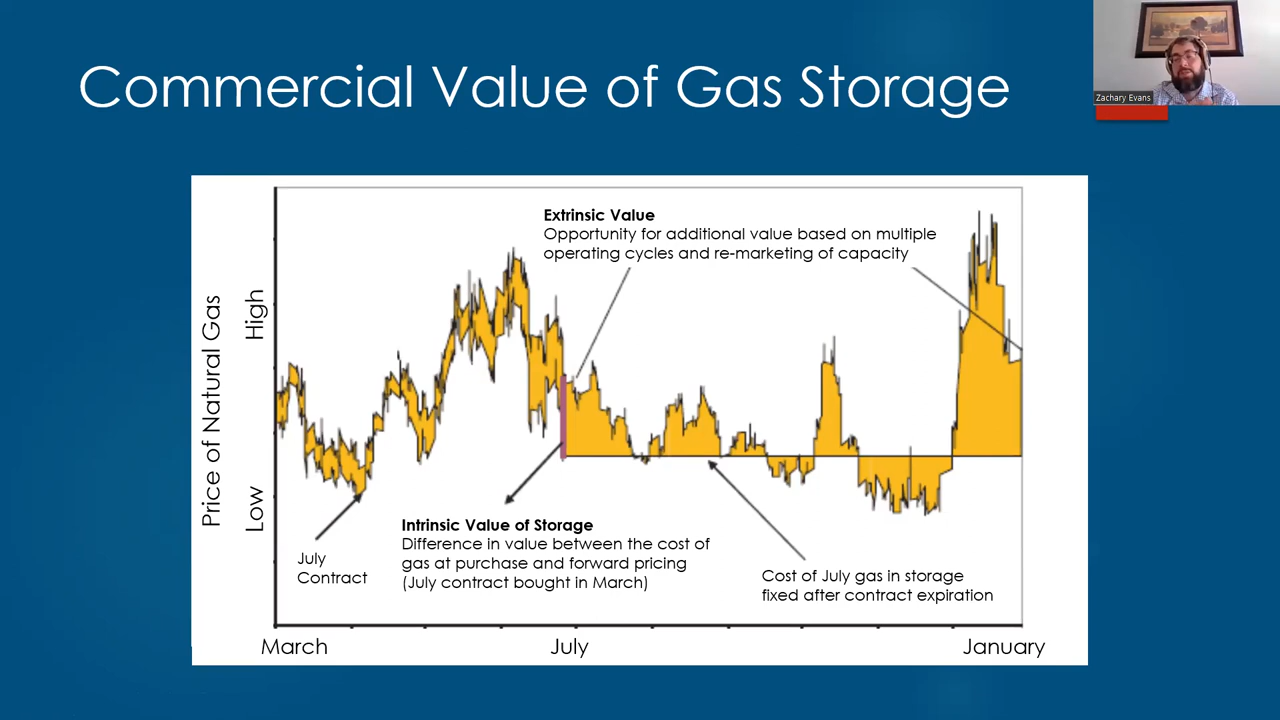 Commercial Value of Gas Storage
Zachary Evans
Extrinsic Value
Opportunity for additional value based on multiple
operating cycles and re-marketing of capacity
Price of Natural Gas
High
Low
July
Contract
Intrinsic Value of Storage
Difference in value between the cost of
gas at purchase and forward pricing
(July contract bought in March)
Cost of July gas in storage
fixed after contract expiration
March
July
January